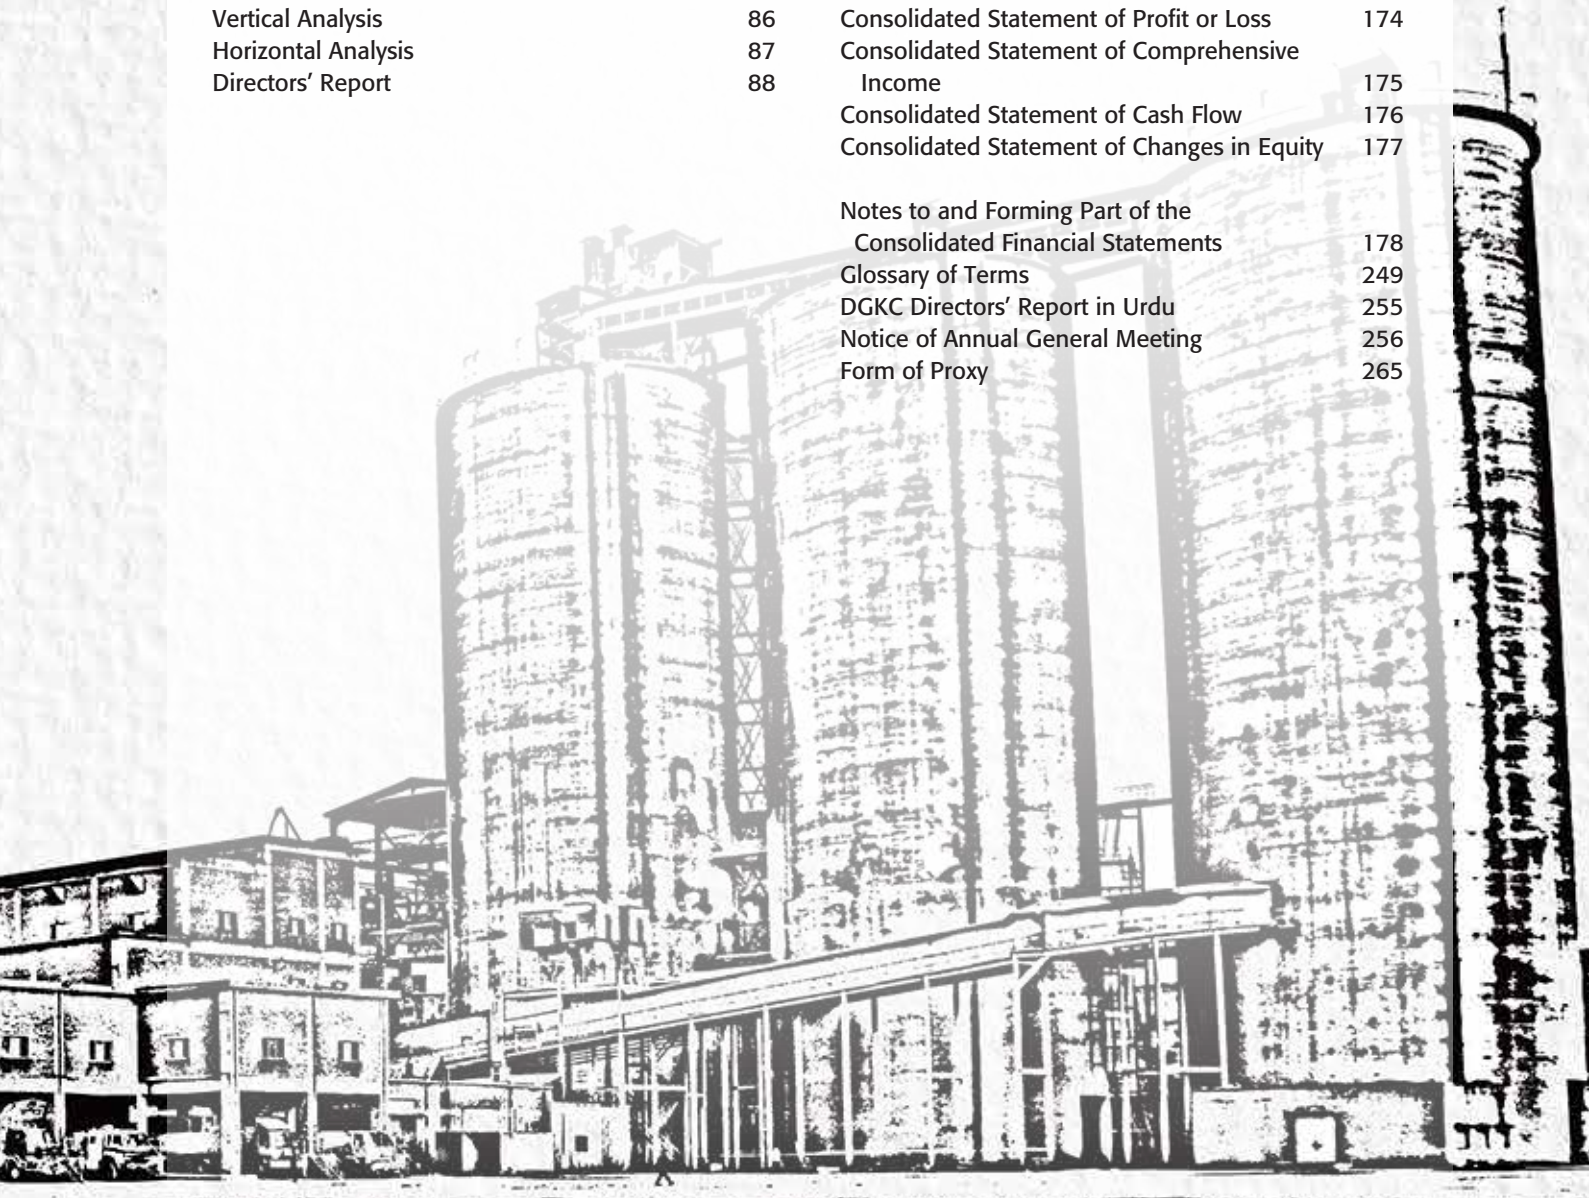 Vertical Analysis 86
Horizontal Analysis 87
Directors’ Report 88
Consolidated Statement of Profit or Loss 174
Consolidated Statement of Comprehensive
Income 175
Consolidated Statement of Cash Flow 176
Consolidated Statement of Changes in Equity 177
Notes to and Forming Part of the
Consolidated Financial Statements 178
Glossary of Terms 249
DGKC Directors’ Report in Urdu 255
Notice of Annual General Meeting 256
Form of Proxy 265